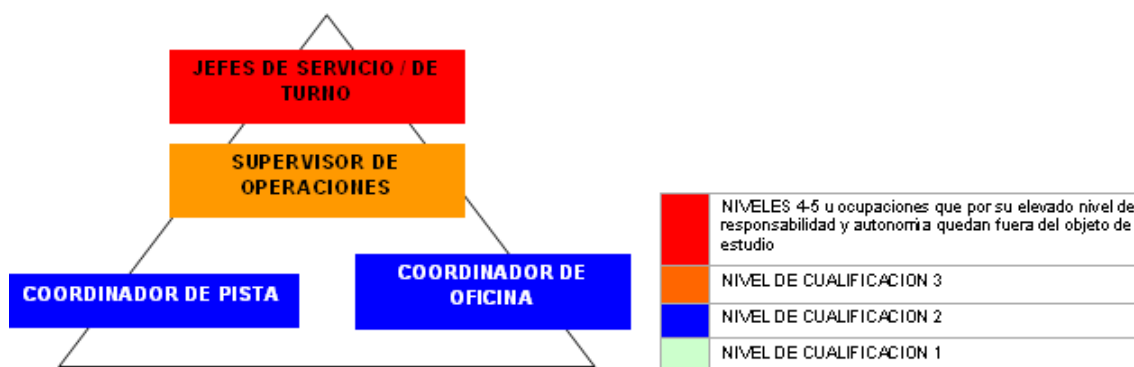 JEFES DE SERVICIO / DE
TURNO
SUPERVISOR DE
OPERACIONES
COORDINADOR DE PISTA
COORDINADOR DE
OFICINA
NIVELES 4-5 u ocupaciones que por su elevado nivel de
responsabilidad y autonomía quedan fuera del objeto de
estudio
NIVEL DE CUALIFICACION 3
NIVEL DE CUALIFICACION 2
NIVEL DE CUALIFICACION 1